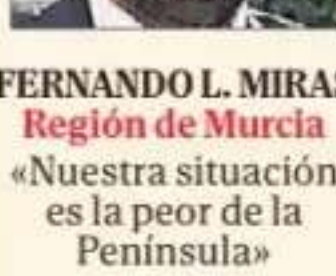 FERNANDO L. MIRAS
Región de Murcia
«Nuestra situación
es la peor de la
Península»